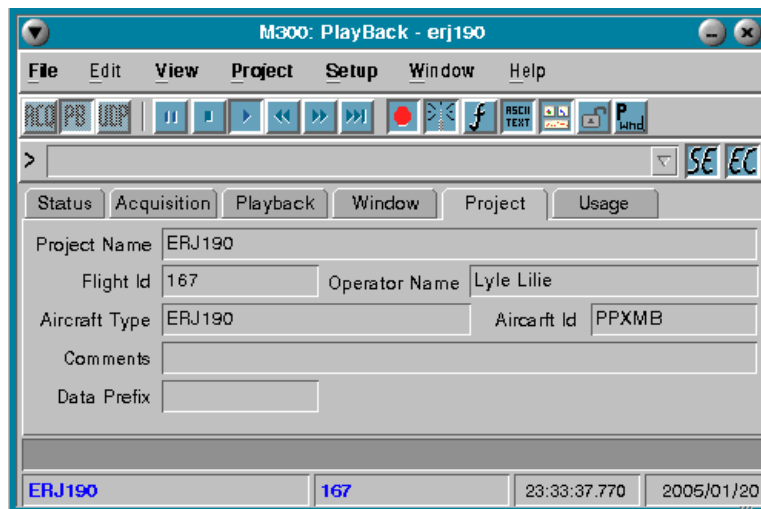 M300: PlayBack - erj190
File Edit View Project Setup Window Help
ACQ PB UDP f ASCII TEXT P Wnd
> SE EC
Status Acquisition Playback Window Project Usage
Project Name ERJ190
Flight Id 167 Operator Name Lyle Lilie
Aircraft Type ERJ190 Aircarft Id PPXMB
Comments
Data Prefix
ERJ190 167 23:33:37.770 2005/01/20